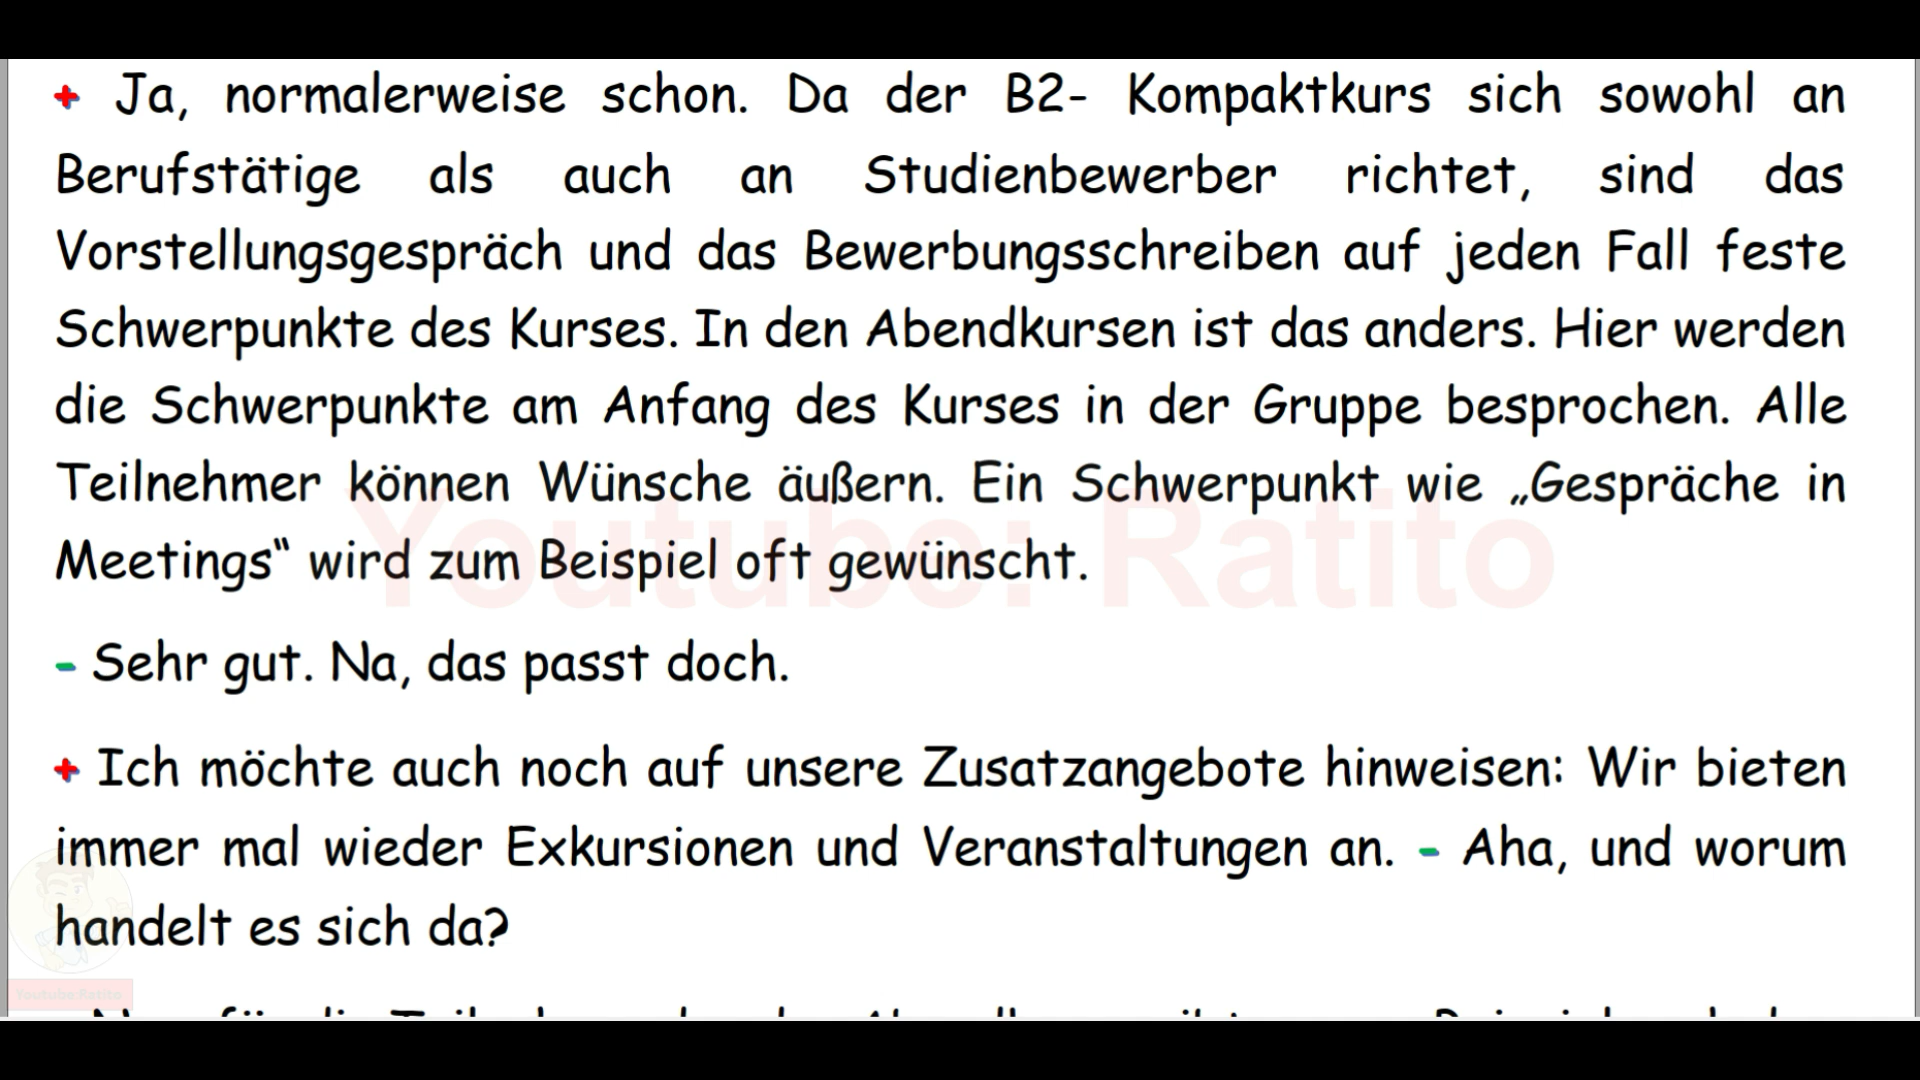 + Ja, normalerweise schon. Da der B2- Kompaktkurs sich sowohl an
Berufstätige als auch an Studienbewerber richtet, sind das
Vorstellungsgespräch und das Bewerbungsschreiben auf jeden Fall feste
Schwerpunkte des Kurses. In den Abendkursen ist das anders. Hier werden
die Schwerpunkte am Anfang des Kurses in der Gruppe besprochen. Alle
Teilnehmer können Wünsche äußern. Ein Schwerpunkt wie „Gespräche in
Meetings“ wird zum Beispiel oft gewünscht.
Youtube: Ratito
- Sehr gut. Na, das passt doch.
+ Ich möchte auch noch auf unsere Zusatzangebote hinweisen: Wir bieten
immer mal wieder Exkursionen und Veranstaltungen an. - Aha, und worum
handelt es sich da?
Youtube:Ratito